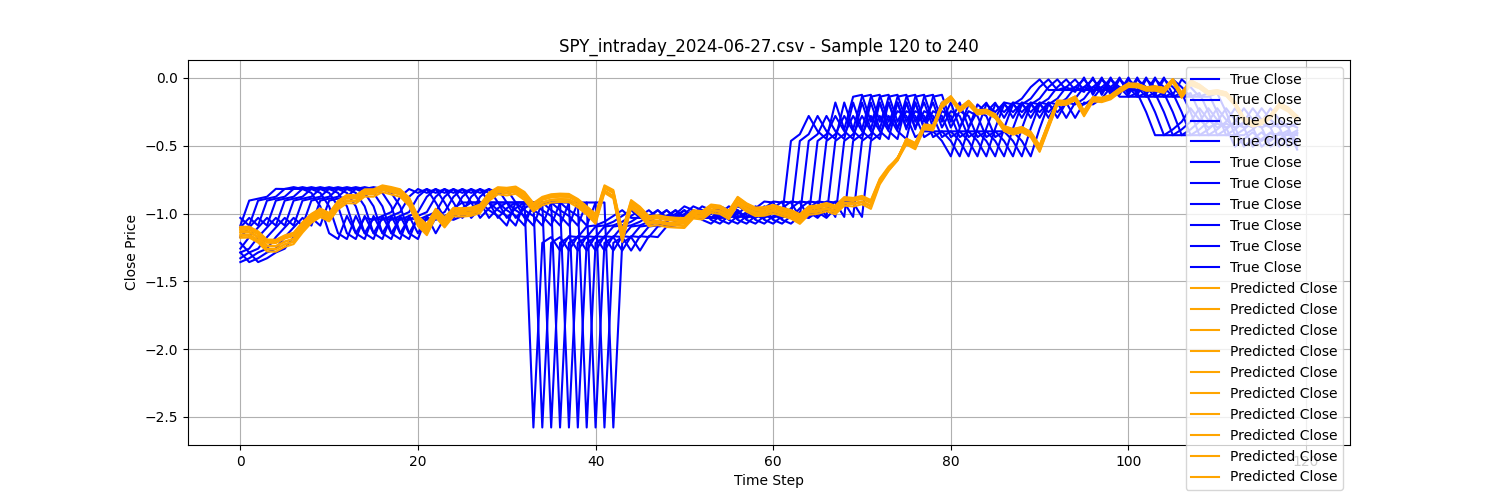 SPY_intraday_2024-06-27.csv - Sample 120 to 240
Close Price
0.0
−0.5
−1.0
−1.5
−2.0
−2.5
0
20
40
60
80
100
120
Time Step
True Close
True Close
True Close
True Close
True Close
True Close
True Close
True Close
True Close
True Close
Predicted Close
Predicted Close
Predicted Close
Predicted Close
Predicted Close
Predicted Close
Predicted Close
Predicted Close
Predicted Close
Predicted Close